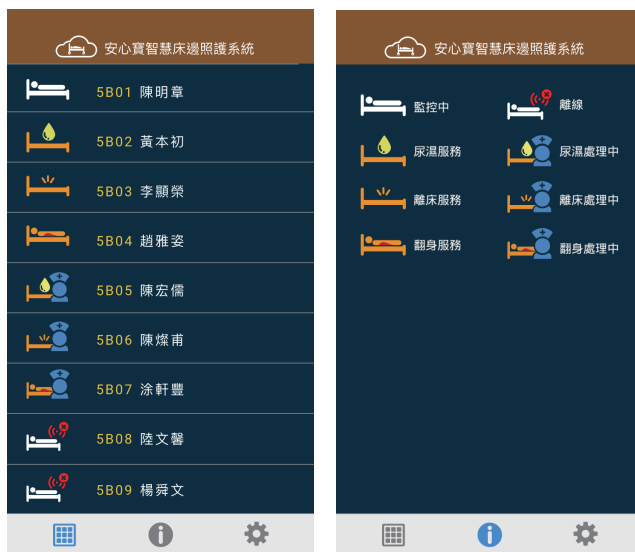 安心寶智慧床邊照護系統
5B01 陳明章
5B02 黃本初
5B03 李顯榮
5B04 趙雅姿
5B05 陳宏儒
5B06 陳燦甫
5B07 涂軒豐
5B08 陸文馨
5B09 楊舜文
安心寶智慧床邊照護系統
監控中
離線
尿濕服務
尿濕處理中
離床服務
離床處理中
翻身服務
翻身處理中